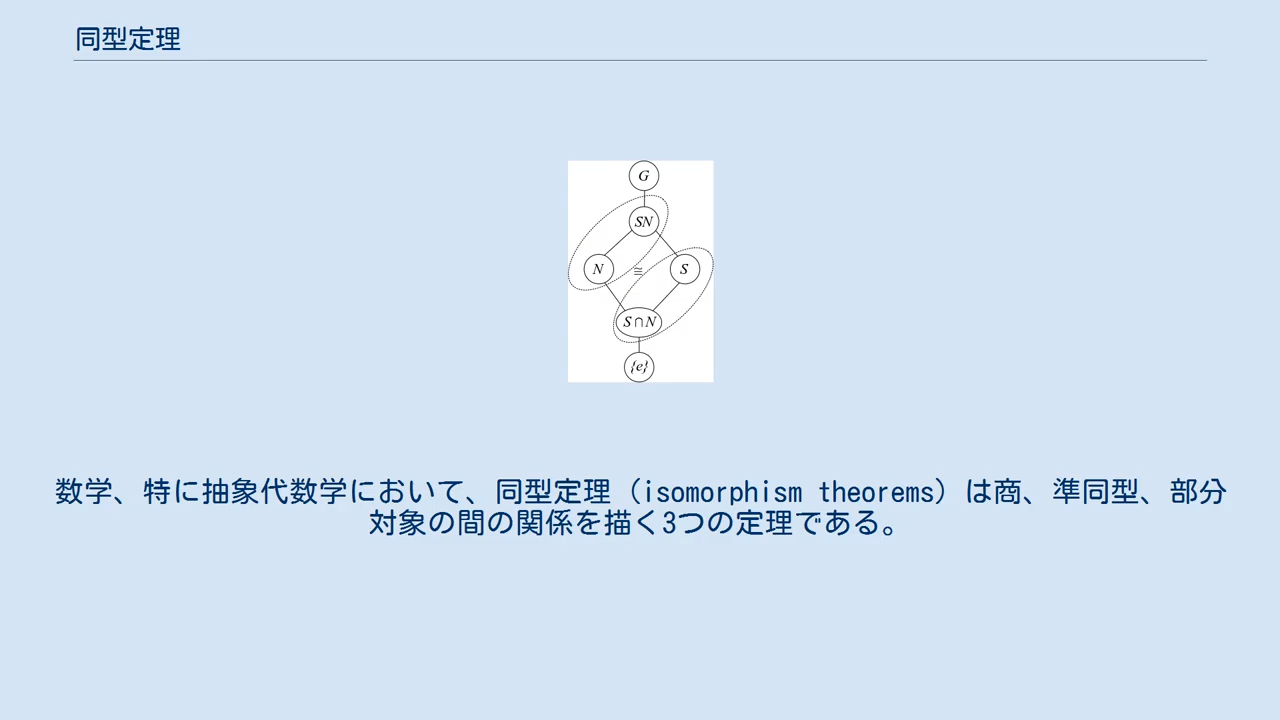 同型定理
G
SN
N
≅
S
S∩N
{e}
数学、特に抽象代数学において、同型定理（isomorphism theorems）は商、準同型、部分
対象の間の関係を描く3つの定理である。